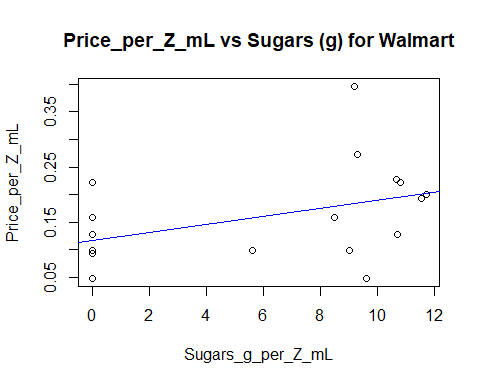 Price_per_Z_mL vs Sugars (g) for Walmart
Price_per_Z_mL
0.05 0.15 0.25 0.35
0 2 4 6 8 10 12
Sugars_g_per_Z_mL